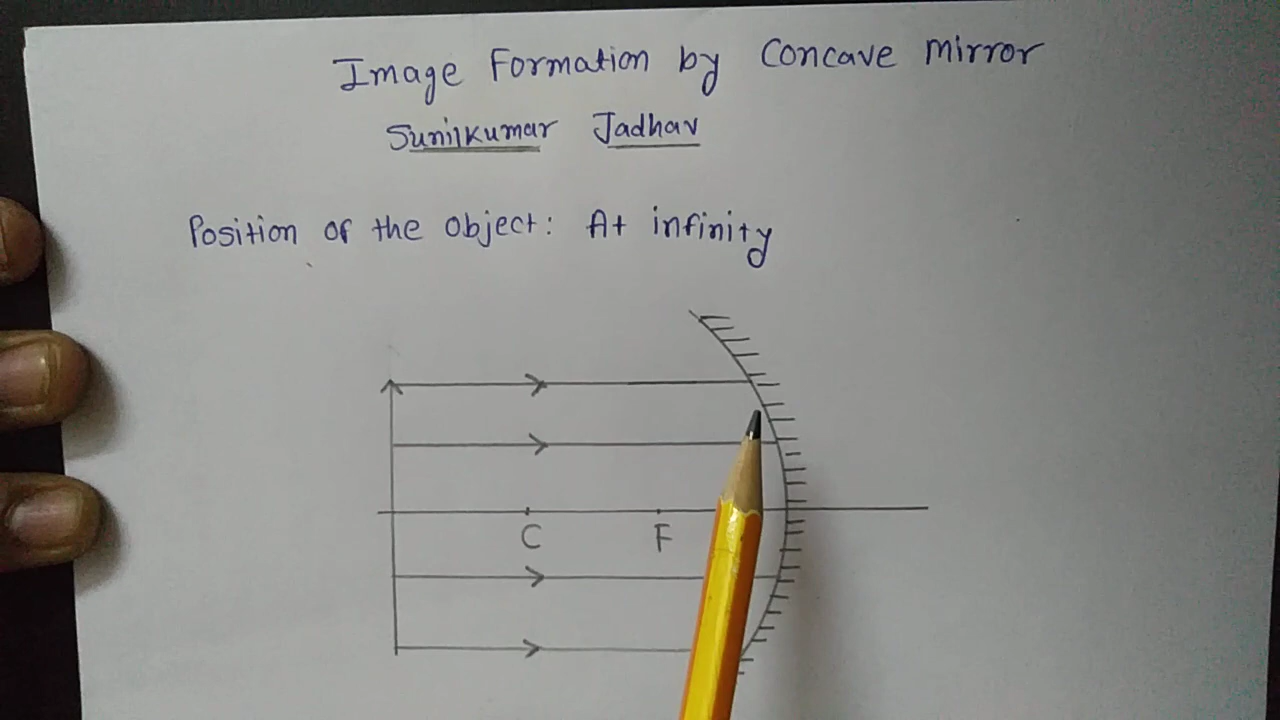 Image Formation by Concave Mirror
Sunilkumar Jadhav
Position of the object: At infinity
C F